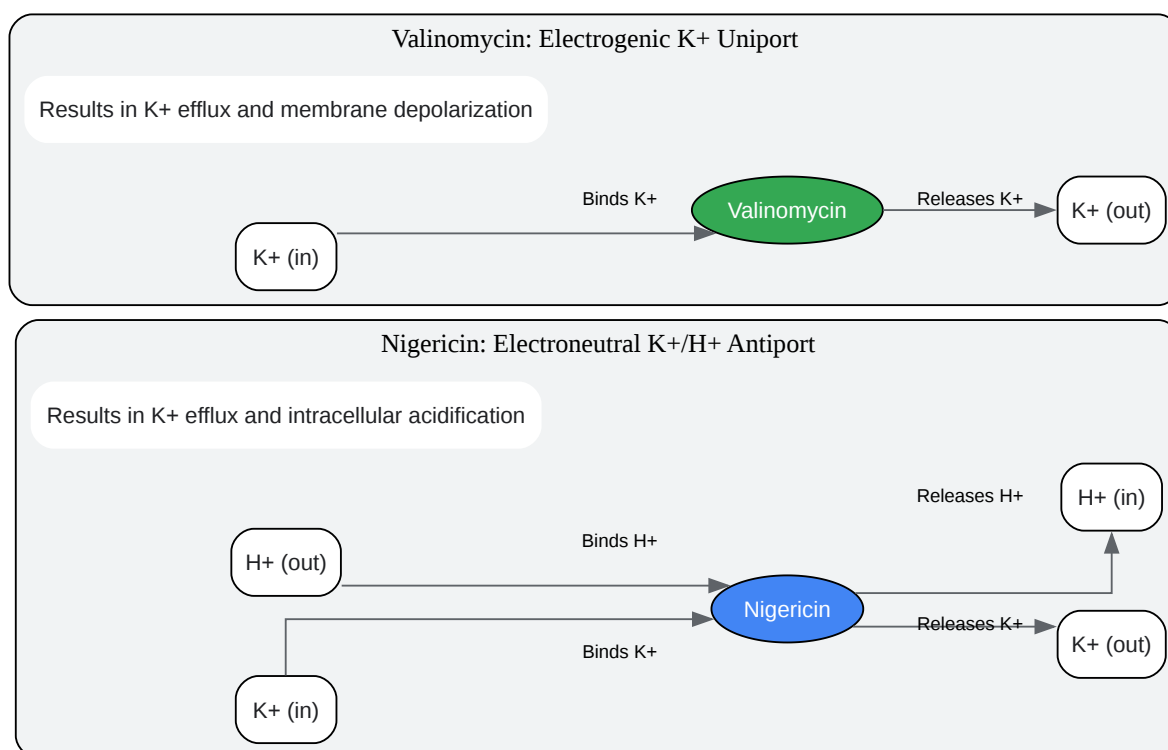 Valinomycin: Electrogenic K+ Uniport
Results in K+ efflux and membrane depolarization
Binds K+
Valinomycin
Releases K+
K+ (out)
K+ (in)
Nigericin: Electroneutral K+/H+ Antiport
Results in K+ efflux and intracellular acidification
Releases H+
H+ (in)
H+ (out)
Binds H+
Nigericin
Releases K+
K+ (out)
Binds K+
K+ (in)